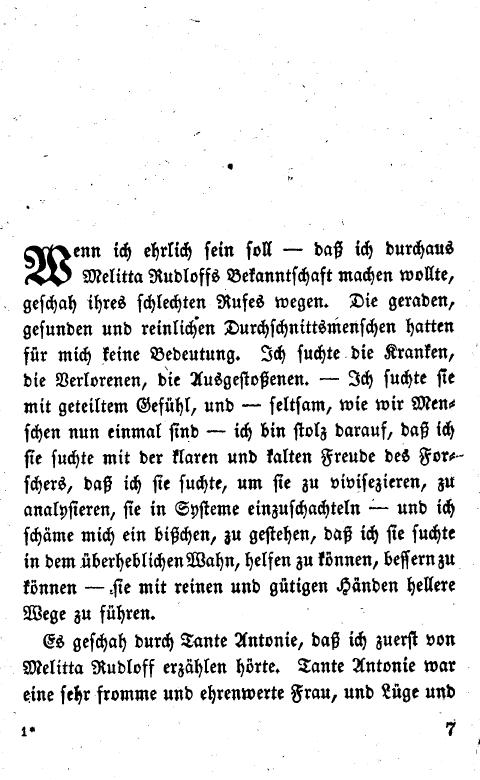 Wenn ich ehrlich sein soll — daß ich durchaus
Melitta Rudloffs Bekanntschaft machen wollte,
geschah ihres schlechten Rufes wegen. Die geraden,
gesunden und reinlichen Durchschnittsmenschen hatten
für mich keine Bedeutung. Ich suchte die Kranken,
die Verlorenen, die Ausgestoßenen. — Ich suchte sie
mit geteiltem Gefühl, und — seltsam, wie wir Men-
schen nun einmal sind — ich bin stolz darauf, daß ich
sie suchte mit der klaren und kalten Freude des For-
schers, daß ich sie suchte, um sie zu vivisezieren, zu
analysieren, sie in Systeme einzuschachteln — und ich
schäme mich ein bißchen, zu gestehen, daß ich sie suchte
in dem überheblichen Wahn, helfen zu können, bessern zu
können — sie mit reinen und gütigen Händen hellere
Wege zu führen.
Es geschah durch Tante Antonie, daß ich zuerst von
Melitta Rudloff erzählen hörte. Tante Antonie war
eine sehr fromme und ehrenwerte Frau, und Lüge und
1* 7